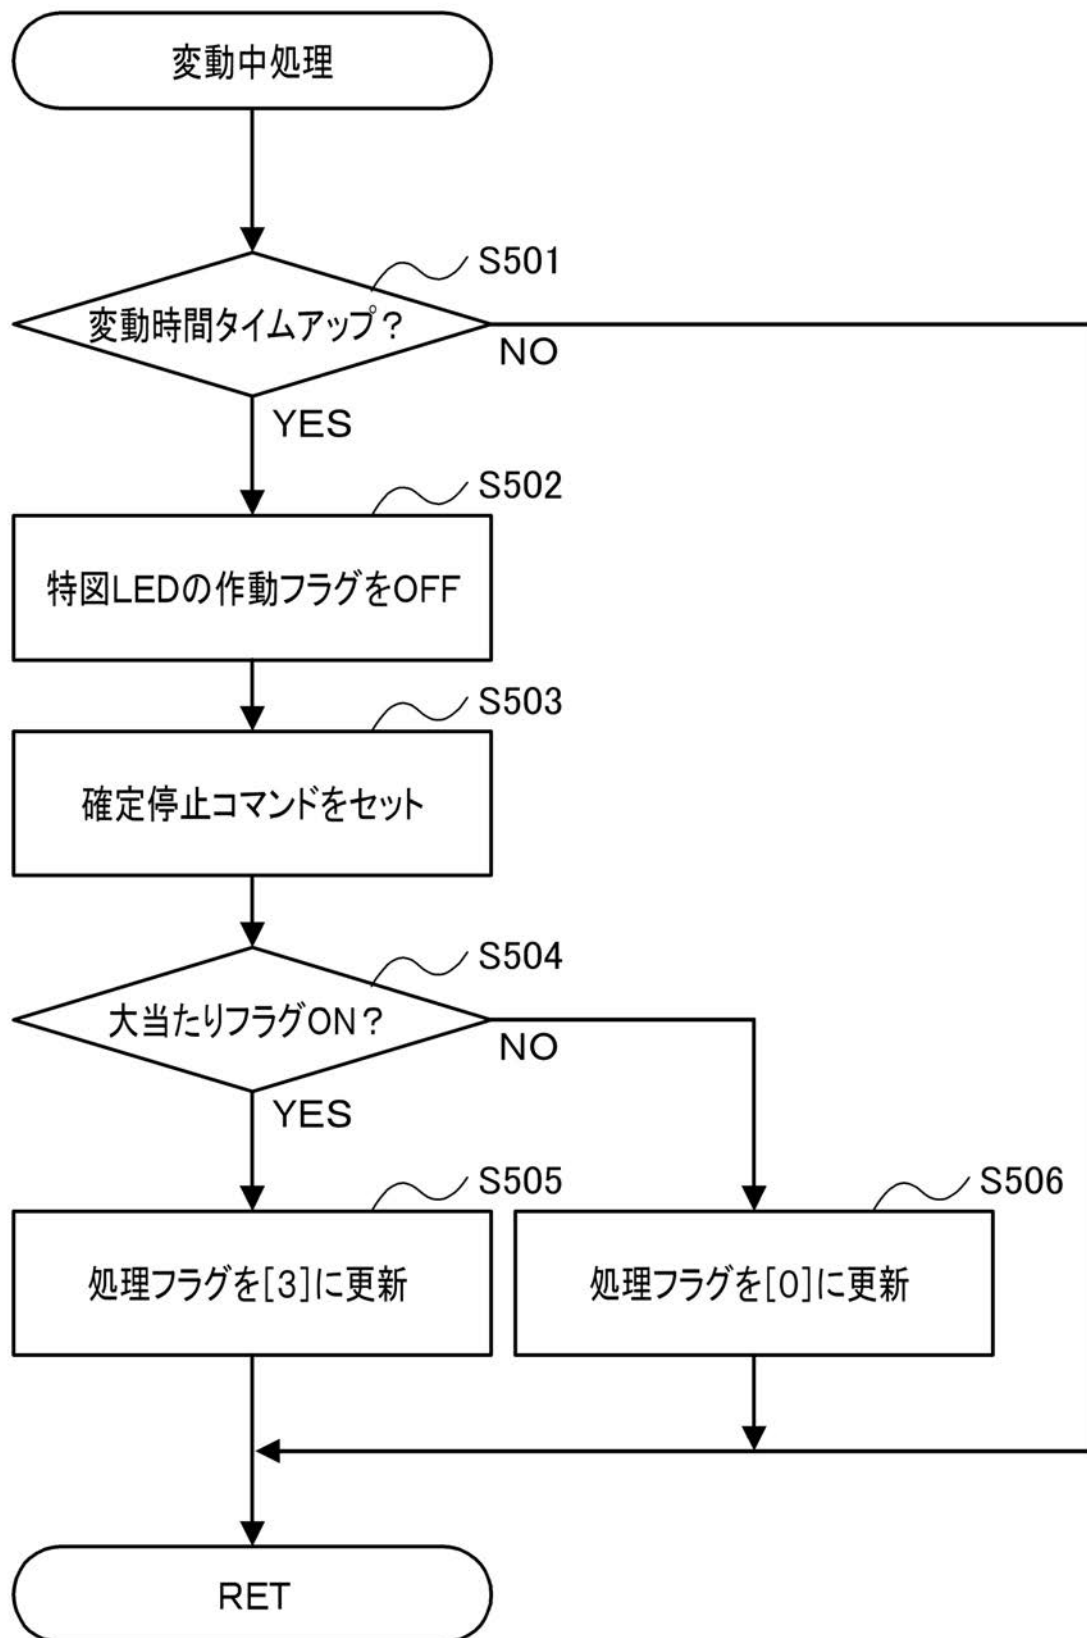 変動中処理
S501
変動時間タイムアップ?
NO
YES
S502
特図LEDの作動フラグをOFF
S503
確定停止コマンドをセット
S504
大当たりフラグON?
NO
YES
S505
S506
処理フラグを[3]に更新
処理フラグを[0]に更新
RET